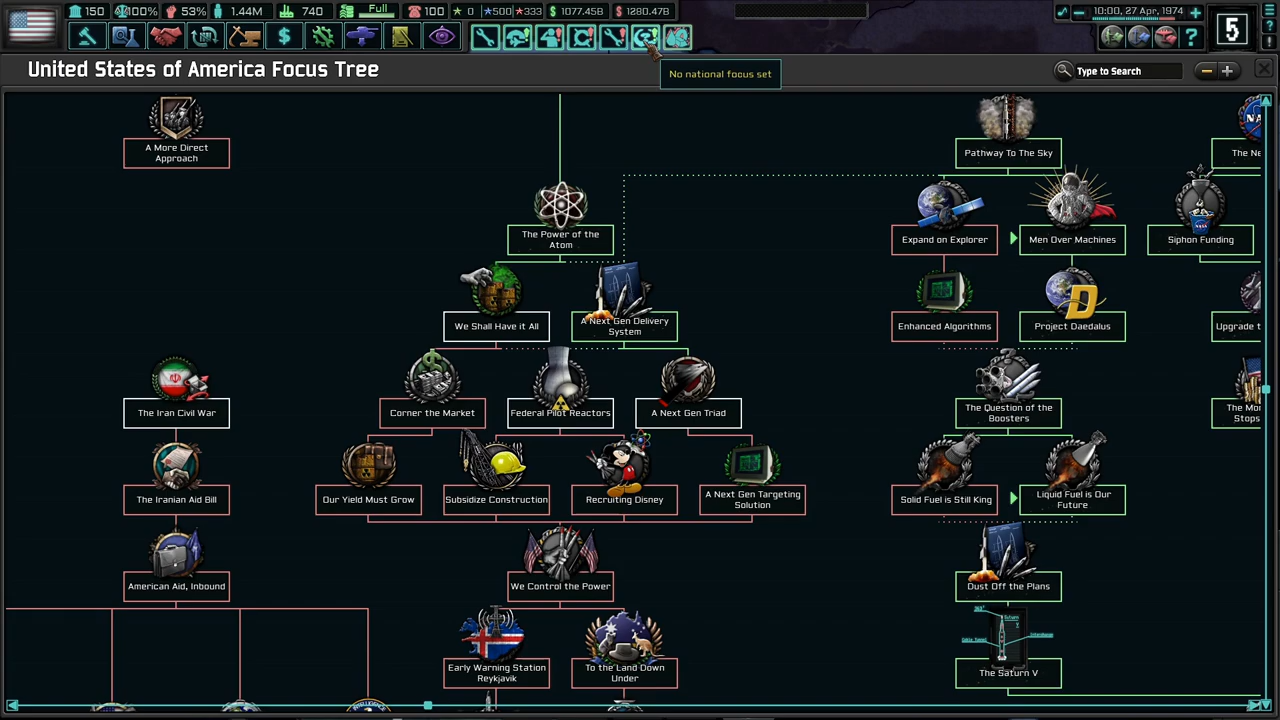 150
100%
53%
1.44M
740
Full
100
0
500
333
$ 1077.45B
$ 1280.47B
10:00, 27 Apr, 1974
5
No national focus set
United States of America Focus Tree
Type to Search
A More Direct
Approach
Pathway To The Sky
The Ne
The Power of the
Atom
Expand on Explorer
Men Over Machines
Siphon Funding
We Shall Have it All
A Next Gen Delivery
System
Enhanced Algorithms
Project Daedalus
Upgrade t
The Iran Civil War
Corner the Market
Federal Pilot Reactors
A Next Gen Triad
The Question of the
Boosters
The Mo
Stops
The Iranian Aid Bill
Our Yield Must Grow
Subsidize Construction
Recruiting Disney
A Next Gen Targeting
Solution
Solid Fuel is Still King
Liquid Fuel is Our
Future
American Aid, Inbound
We Control the Power
Dust Off the Plans
Early Warning Station
Reykjavik
To the Land Down
Under
The Saturn V